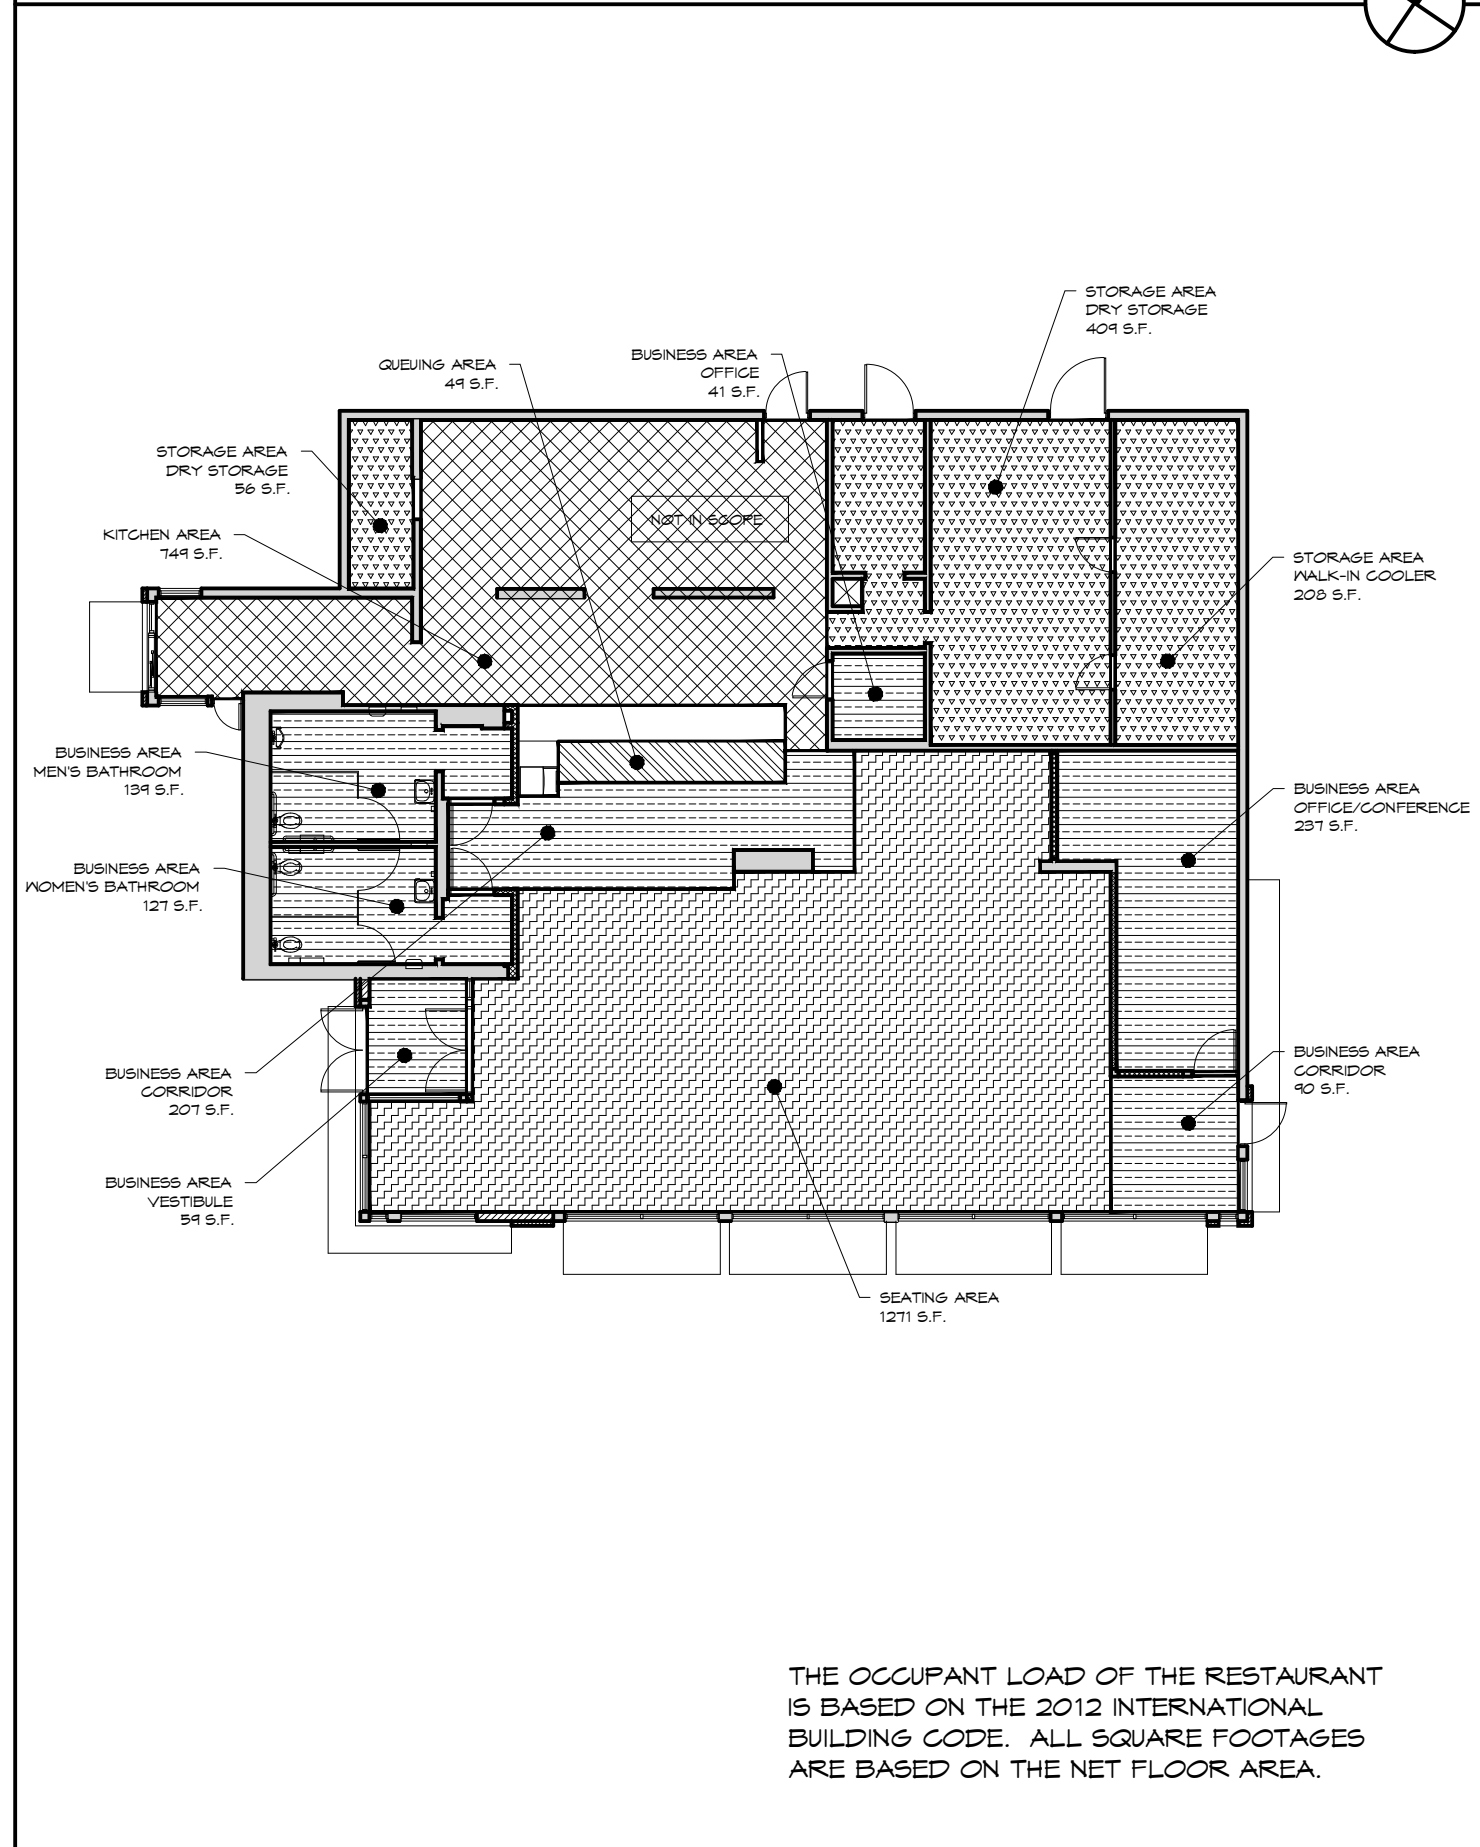 STORAGE AREA
DRY STORAGE
409 S.F.
BUSINESS AREA
OFFICE
41 S.F.
QUEUING AREA
49 S.F.
STORAGE AREA
DRY STORAGE
56 S.F.
KITCHEN AREA
749 S.F.
NOT IN SCOPE
STORAGE AREA
WALK-IN COOLER
208 S.F.
BUSINESS AREA
MEN'S BATHROOM
139 S.F.
BUSINESS AREA
OFFICE/CONFERENCE
237 S.F.
BUSINESS AREA
WOMEN'S BATHROOM
127 S.F.
BUSINESS AREA
CORRIDOR
90 S.F.
BUSINESS AREA
CORRIDOR
207 S.F.
BUSINESS AREA
VESTIBULE
59 S.F.
SEATING AREA
1271 S.F.
THE OCCUPANT LOAD OF THE RESTAURANT
IS BASED ON THE 2012 INTERNATIONAL
BUILDING CODE. ALL SQUARE FOOTAGES
ARE BASED ON THE NET FLOOR AREA.